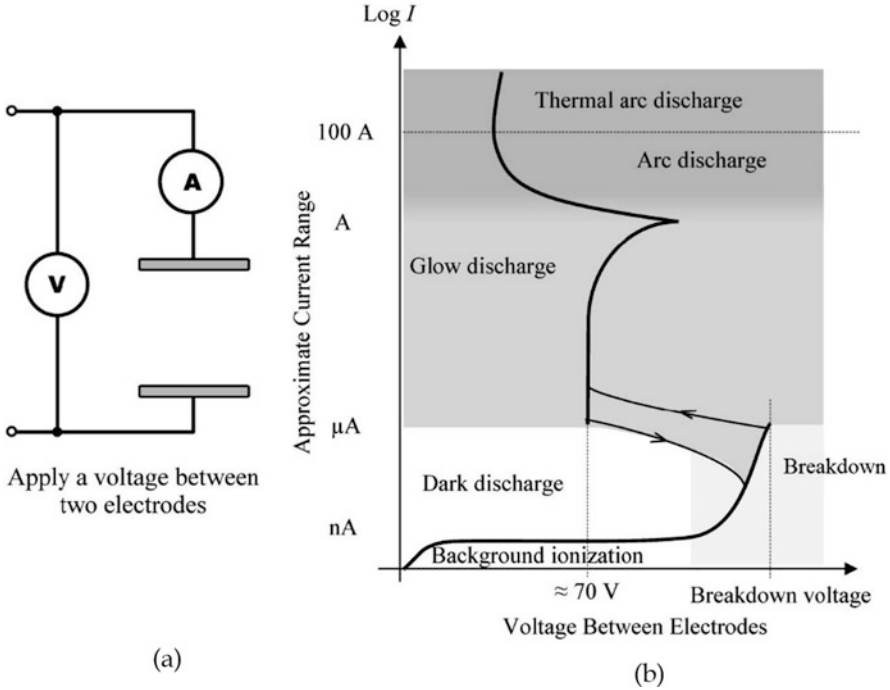 A
V
Apply a voltage between
two electrodes
(a)
Log I
Approximate Current Range
100 A
A
μA
nA
Thermal arc discharge
Arc discharge
Glow discharge
Dark discharge
Breakdown
Background ionization
≈ 70 V
Breakdown voltage
Voltage Between Electrodes
(b)